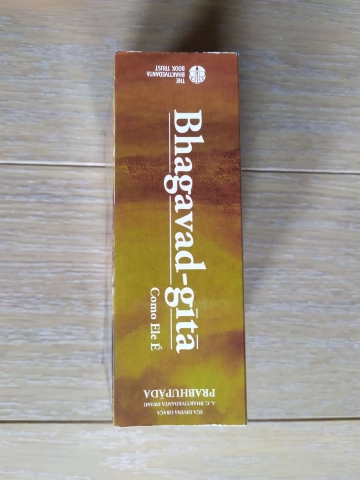 THE
BHAKTIVEDANTA
BOOK TRUST
Bhagavad-gītā
Como Ele É
SUA DIVINA GRAÇA
A. C. BHAKTIVEDANTA SWAMI
PRABHUPĀDA